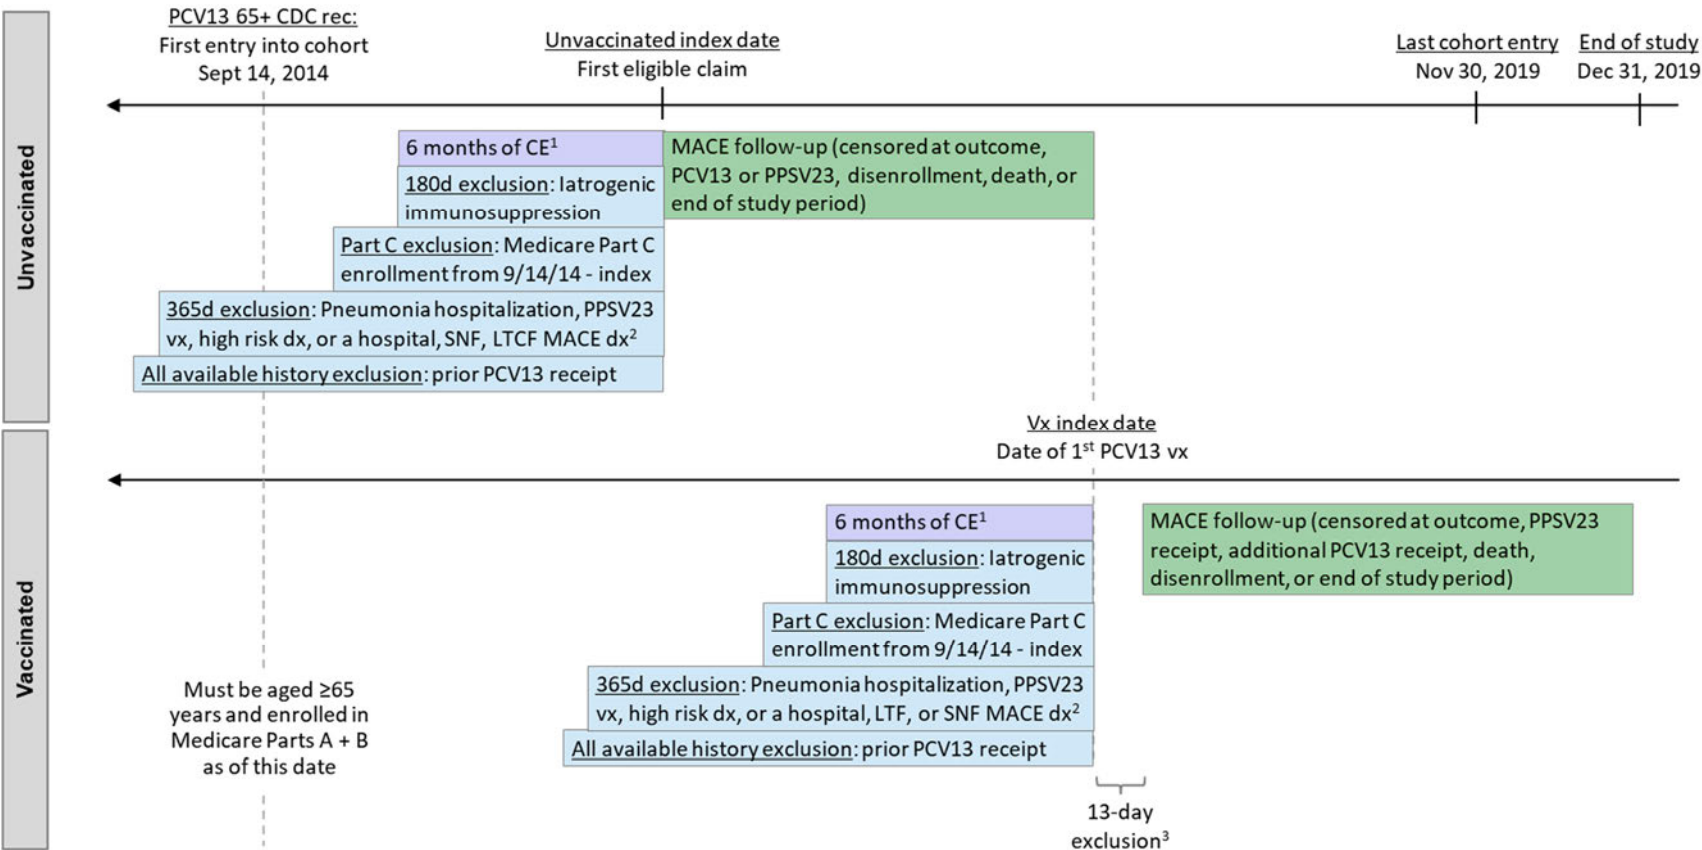 PCV13 65+ CDC rec:
First entry into cohort
Sept 14, 2014
Unvaccinated index date
First eligible claim
Last cohort entry
Nov 30, 2019
End of study
Dec 31, 2019
Unvaccinated
6 months of CE¹
180d exclusion: Iatrogenic
immunosuppression
Part C exclusion: Medicare Part C
enrollment from 9/14/14 - index
365d exclusion: Pneumonia hospitalization, PPSV23
vx, high risk dx, or a hospital, SNF, LTCF MACE dx²
All available history exclusion: prior PCV13 receipt
MACE follow-up (censored at outcome,
PCV13 or PPSV23, disenrollment, death, or
end of study period)
Vx index date
Date of 1st PCV13 vx
Vaccinated
6 months of CE¹
180d exclusion: Iatrogenic
immunosuppression
Part C exclusion: Medicare Part C
enrollment from 9/14/14 - index
365d exclusion: Pneumonia hospitalization, PPSV23
vx, high risk dx, or a hospital, LTF, or SNF MACE dx²
All available history exclusion: prior PCV13 receipt
MACE follow-up (censored at outcome, PPSV23
receipt, additional PCV13 receipt, death,
disenrollment, or end of study period)
Must be aged ≥65
years and enrolled in
Medicare Parts A + B
as of this date
13-day
exclusion³